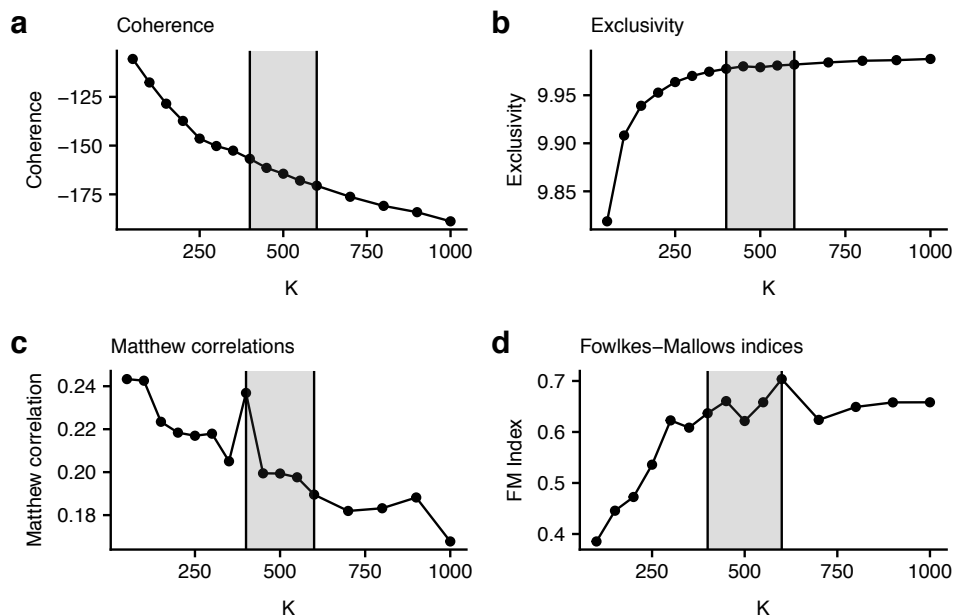 a Coherence
Coherence
−125
−150
−175
250 500 750 1000
K
b Exclusivity
Exclusivity
9.95
9.90
9.85
250 500 750 1000
K
c Matthew correlations
Matthew correlation
0.24
0.22
0.20
0.18
250 500 750 1000
K
d Fowlkes−Mallows indices
FM Index
0.7
0.6
0.5
0.4
250 500 750 1000
K